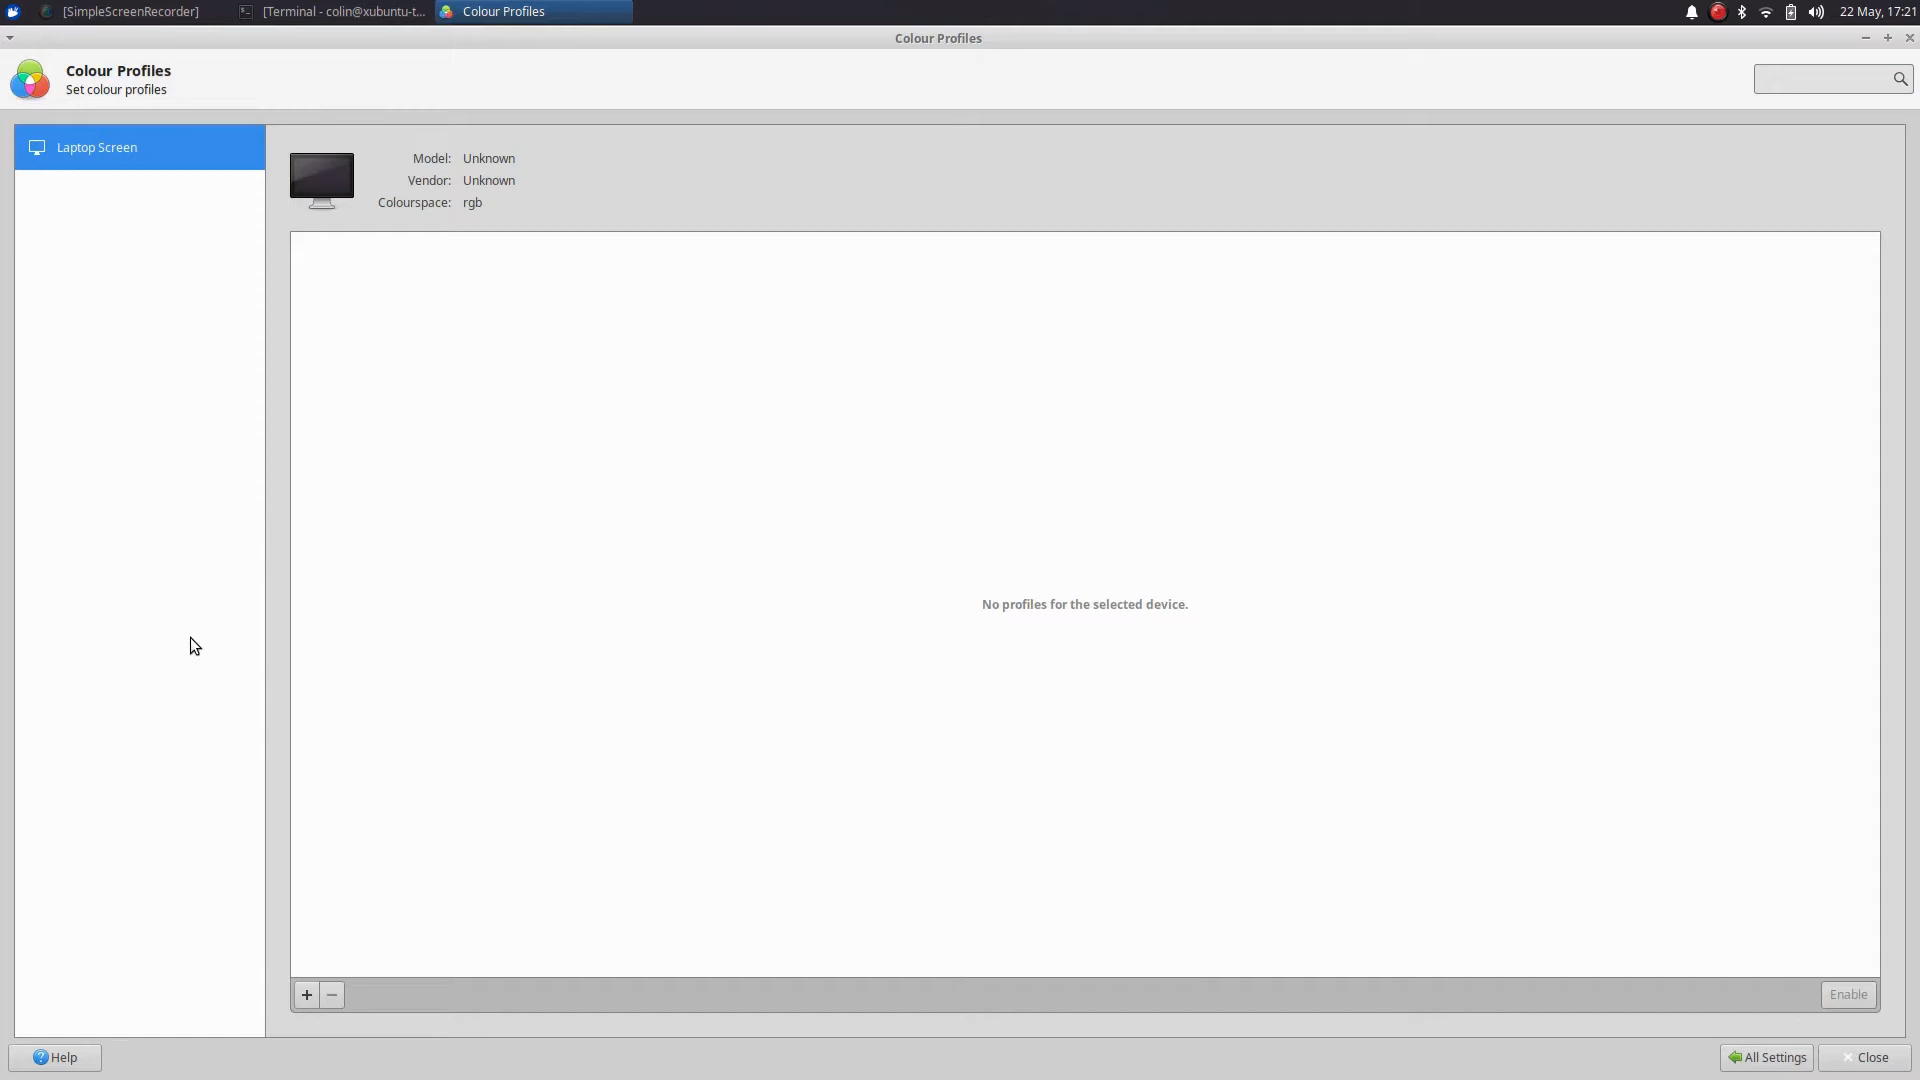 [SimpleScreenRecorder]
[Terminal - colin@xubuntu-t...
Colour Profiles
22 May, 17:21
Colour Profiles
Colour Profiles
Set colour profiles
Laptop Screen
Model: Unknown
Vendor: Unknown
Colourspace: rgb
No profiles for the selected device.
Enable
Help
All Settings
Close